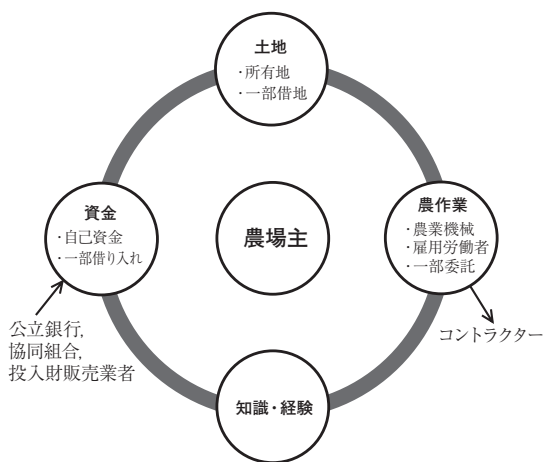 土地
・所有地
・一部借地
資金
・自己資金
・一部借り入れ
農場主
農作業
・農業機械
・雇用労働者
・一部委託
公立銀行,
協同組合,
投入財販売業者
コントラクター
知識・経験